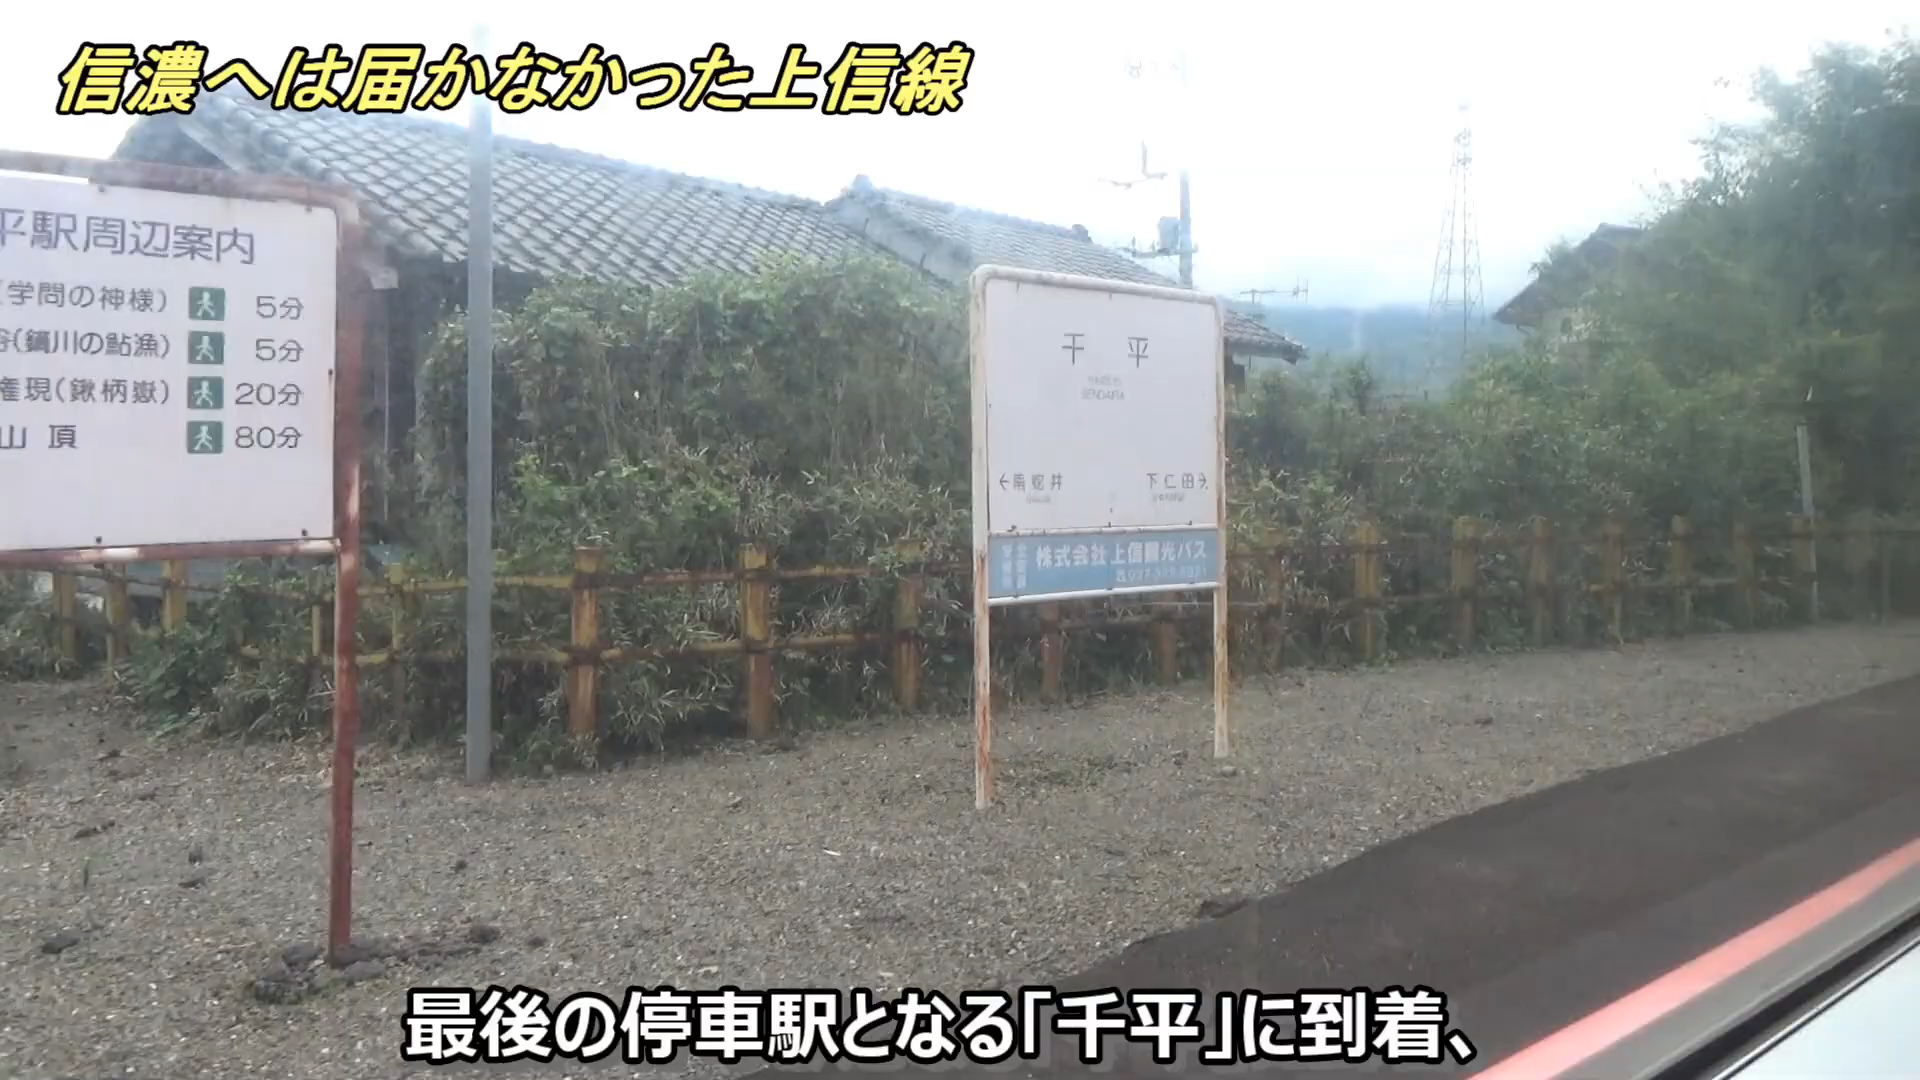 信濃へは届かなかった上信線
平駅周辺案内
(学問の神様) 5分
(鏑川の鮎漁) 5分
権現(鍬柄嶽) 20分
山頂 80分
千平
SENDAIRA
←南蛇井 下仁田→
株式会社上信観光バス
最後の停車駅となる「千平」に到着、